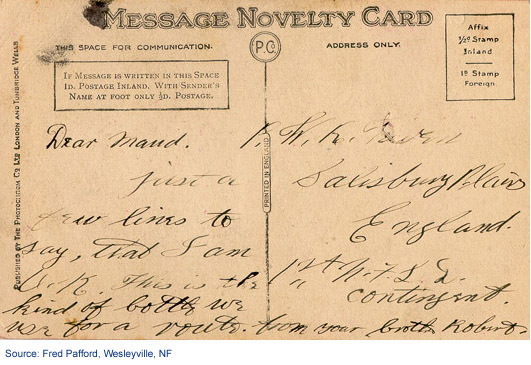 MESSAGE NOVELTY CARD
THIS SPACE FOR COMMUNICATION.
P.C.
ADDRESS ONLY.
Affix
½d Stamp
Inland
1d Stamp
Foreign
IF MESSAGE IS WRITTEN IN THIS SPACE
1D. POSTAGE INLAND. WITH SENDER'S
NAME AT FOOT ONLY ½D. POSTAGE.
PUBLISHED BY THE PHOTOCHROM CO LTD LONDON AND TUNBRIDGE WELLS
PRINTED IN ENGLAND
Dear Maud.
just a
few lines to
say, that I am
O.K. This is the
kind of bottle we
use for a route. from your brother Robert.
P. W. R.
Salisbury Plains
England.
1st N.F.L.D.
contingent.
Source: Fred Pafford, Wesleyville, NF